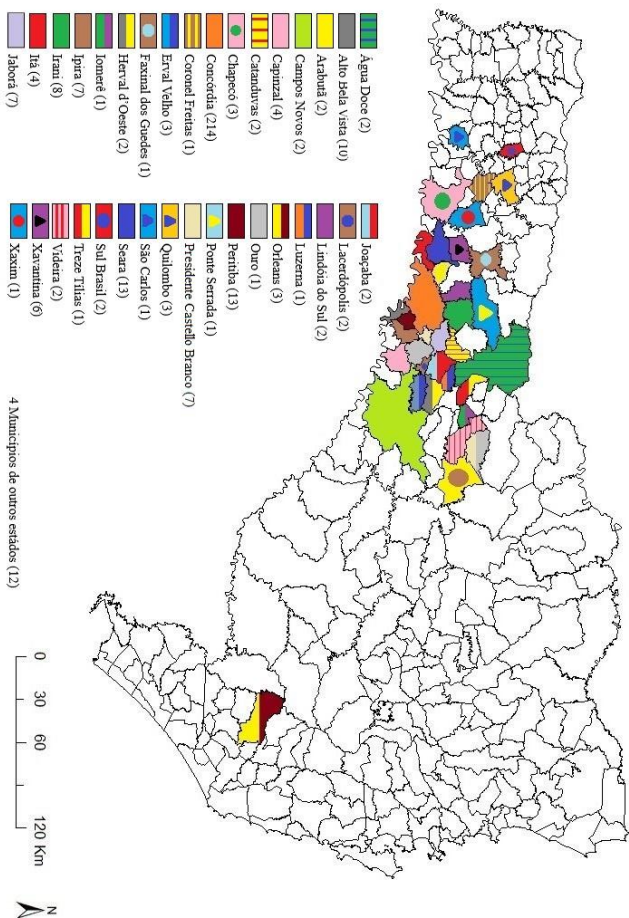 Água Doce (2)
Alto Bela Vista (10)
Arabutã (2)
Campos Novos (2)
Capinzal (4)
Catanduvas (2)
Chapecó (3)
Concórdia (214)
Coronel Freitas (1)
Erval Velho (3)
Faxinal dos Guedes (1)
Herval d'Oeste (2)
Iomerê (1)
Ipira (7)
Irani (8)
Itá (4)
Jaborá (7)
Joaçaba (2)
Lacerdópolis (2)
Lindóia do Sul (2)
Luzerna (1)
Orleans (3)
Ouro (1)
Peritiba (13)
Ponte Serrada (1)
Presidente Castello Branco (7)
Quilombo (3)
São Carlos (1)
Seara (13)
Sul Brasil (2)
Treze Tílias (1)
Videira (2)
Xavantina (6)
Xaxim (1)
4 Municípios de outros estádos (12)
0 30 60 120 Km
N